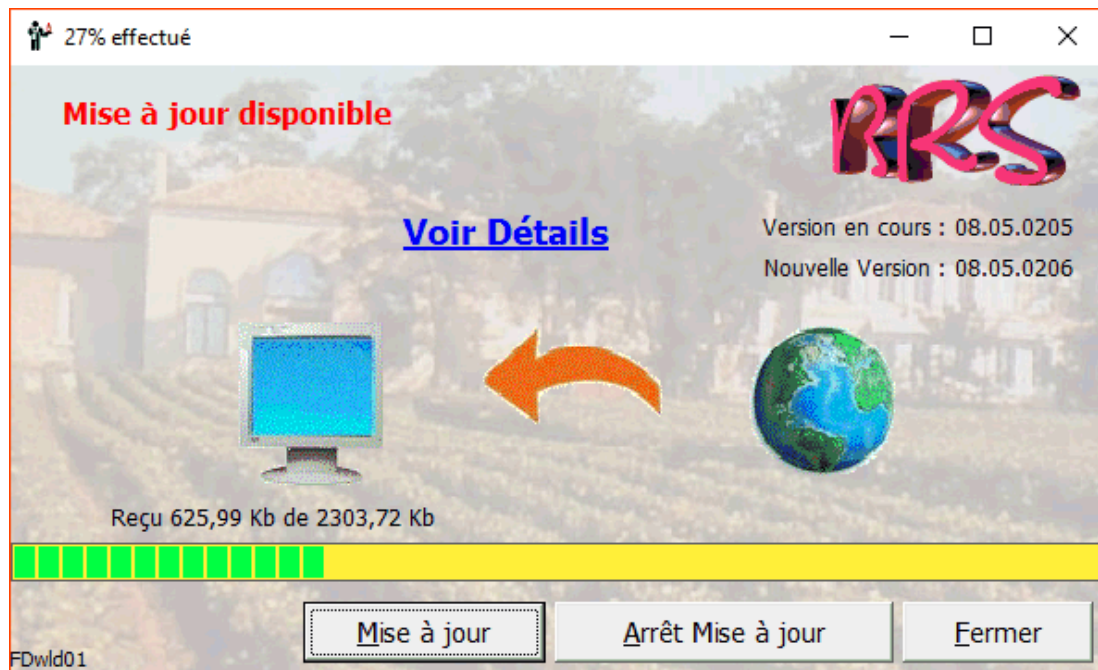 27% effectué
Mise à jour disponible
RRS
Voir Détails
Version en cours : 08.05.0205
Nouvelle Version : 08.05.0206
Reçu 625,99 Kb de 2303,72 Kb
Mise à jour
Arrêt Mise à jour
Fermer
FDwld01